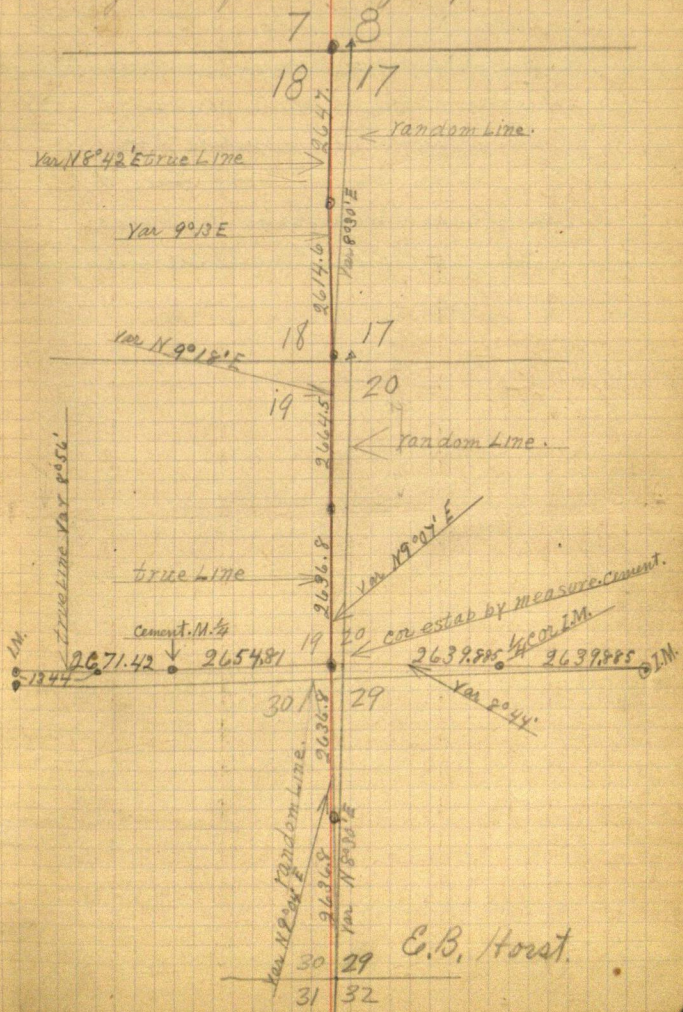 7 8
18 17
2647.
random Line.
Var N 8°42'E true Line
Var 8°30'E
Var 9°13 E
2614.6
18 17
Var N 9°18'E
19 20
2664.5
random Line.
true Line Var 8°56'
Var N9°07' E
2636.8
true Line
cor estab by measure. Cement.
I.M.
Cement. M. ¼
19 20
¼ Cor I.M.
2671.42 2654.81 2639.885 2639.885 I.M.
1344
Var 8°44'
30 29
2636.8
random Line.
Var N9°04' E
2636.8
Var N 8°30'E
E.B. Horst.
30 29
31 32